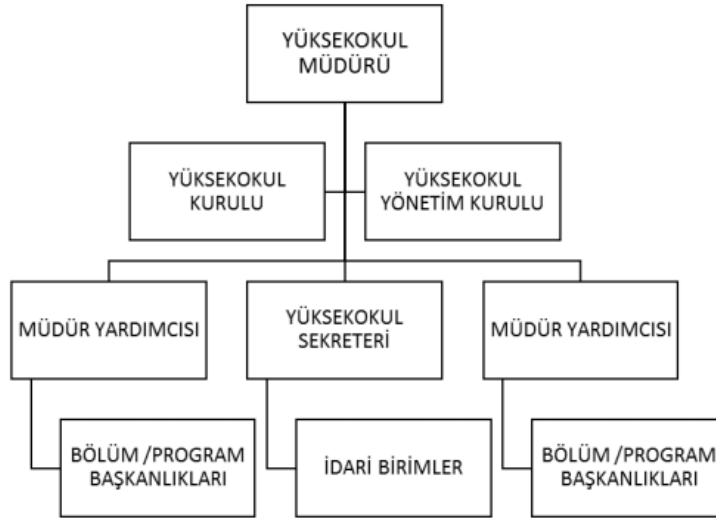 YÜKSEKOKUL
MÜDÜRÜ
YÜKSEKOKUL
KURULU
YÜKSEKOKUL
YÖNETİM KURULU
MÜDÜR YARDIMCISI
YÜKSEKOKUL
SEKRETERİ
MÜDÜR YARDIMCISI
BÖLÜM /PROGRAM
BAŞKANLIKLARI
İDARİ BİRİMLER
BÖLÜM /PROGRAM
BAŞKANLIKLARI